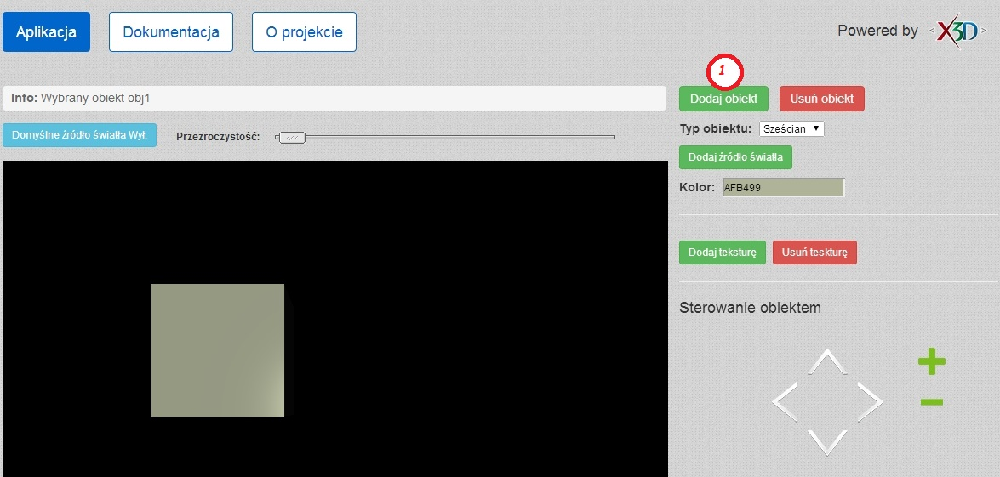 Aplikacja Dokumentacja O projekcie Powered by <X3D>
1
Info: Wybrany obiekt obj1 Dodaj obiekt Usuń obiekt
Domyślne źródło światła Wył. Przezroczystość: Typ obiektu: Sześcian ▼
Dodaj źródło światła
Kolor: AFB499
Dodaj teksturę Usuń teskturę
Sterowanie obiektem